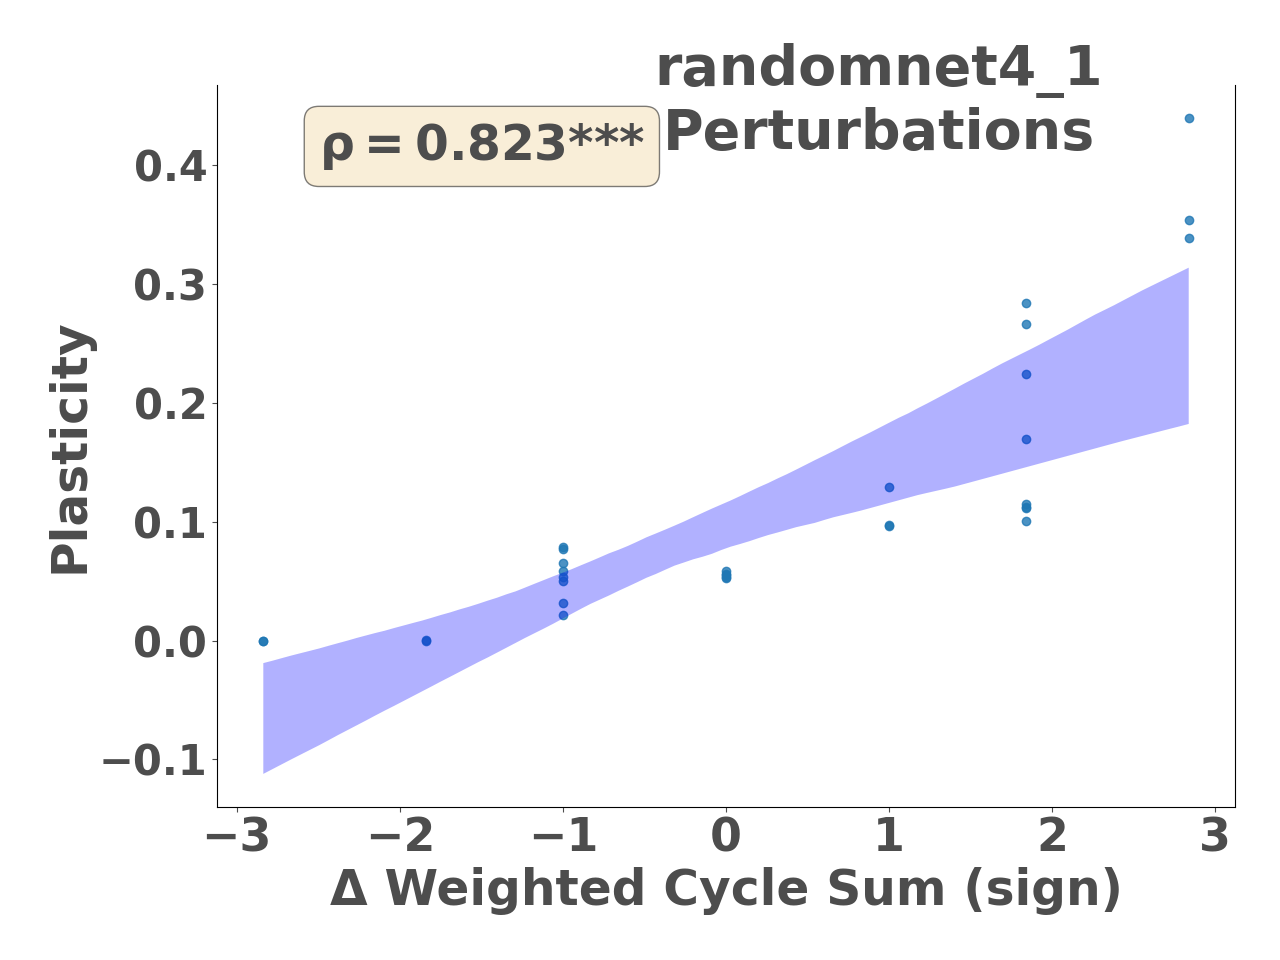 randomnet4_1
Perturbations
ρ = 0.823***
Plasticity
0.4
0.3
0.2
0.1
0.0
−0.1
−3 −2 −1 0 1 2 3
Δ Weighted Cycle Sum (sign)